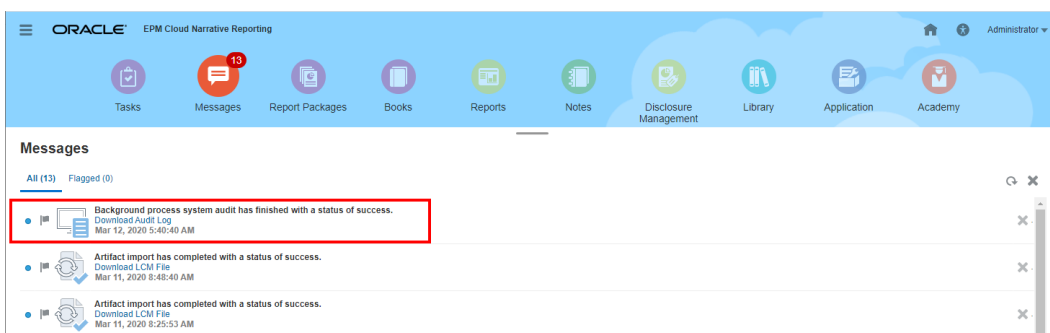 ORACLE® EPM Cloud Narrative Reporting Administrator
13
Tasks Messages Report Packages Books Reports Notes Disclosure Management Library Application Academy
Messages
All (13) Flagged (0)
Background process system audit has finished with a status of success.
Download Audit Log
Mar 12, 2020 5:40:40 AM
Artifact import has completed with a status of success.
Download LCM File
Mar 11, 2020 8:48:40 AM
Artifact import has completed with a status of success.
Download LCM File
Mar 11, 2020 8:25:53 AM